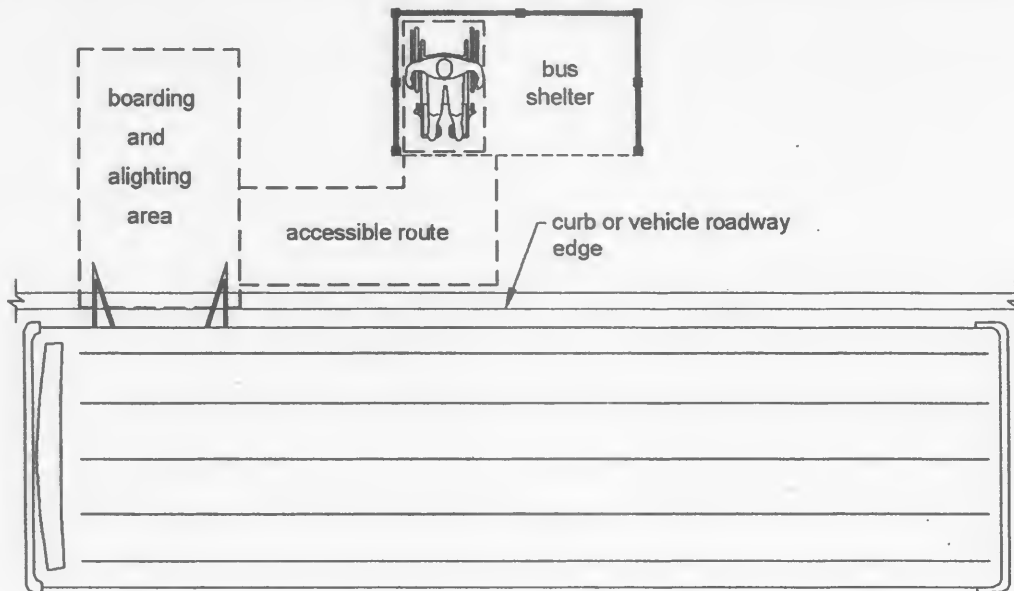 boarding
and
alighting
area
bus
shelter
accessible route
curb or vehicle roadway
edge